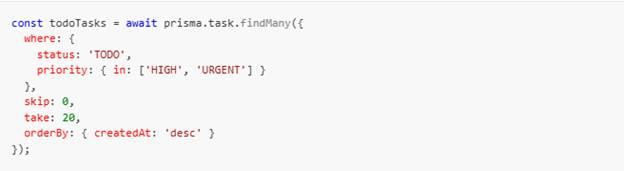 const todoTasks = await prisma.task.findMany({
  where: {
    status: 'TODO',
    priority: { in: ['HIGH', 'URGENT'] }
  },
  skip: 0,
  take: 20,
  orderBy: { createdAt: 'desc' }
});